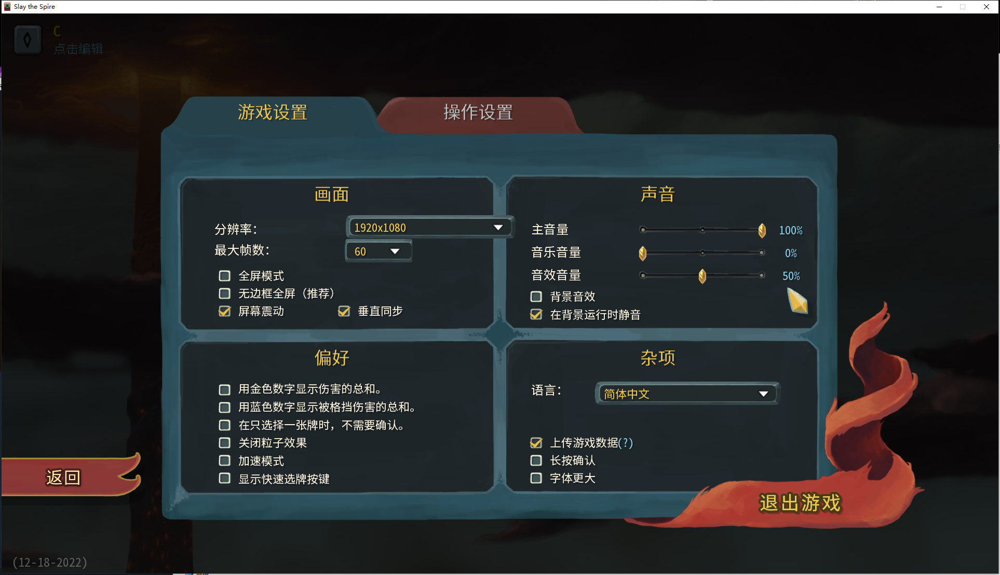 Slay the Spire
C
点击编辑
游戏设置
操作设置
画面
分辨率：
1920x1080
最大帧数：
60
全屏模式
无边框全屏（推荐）
屏幕震动
垂直同步
声音
主音量
100%
音乐音量
0%
音效音量
50%
背景音效
在背景运行时静音
偏好
用金色数字显示伤害的总和。
用蓝色数字显示被格挡伤害的总和。
在只选择一张牌时，不需要确认。
关闭粒子效果
加速模式
显示快速选牌按键
杂项
语言：
简体中文
上传游戏数据(?)
长按确认
字体更大
返回
退出游戏
(12-18-2022)